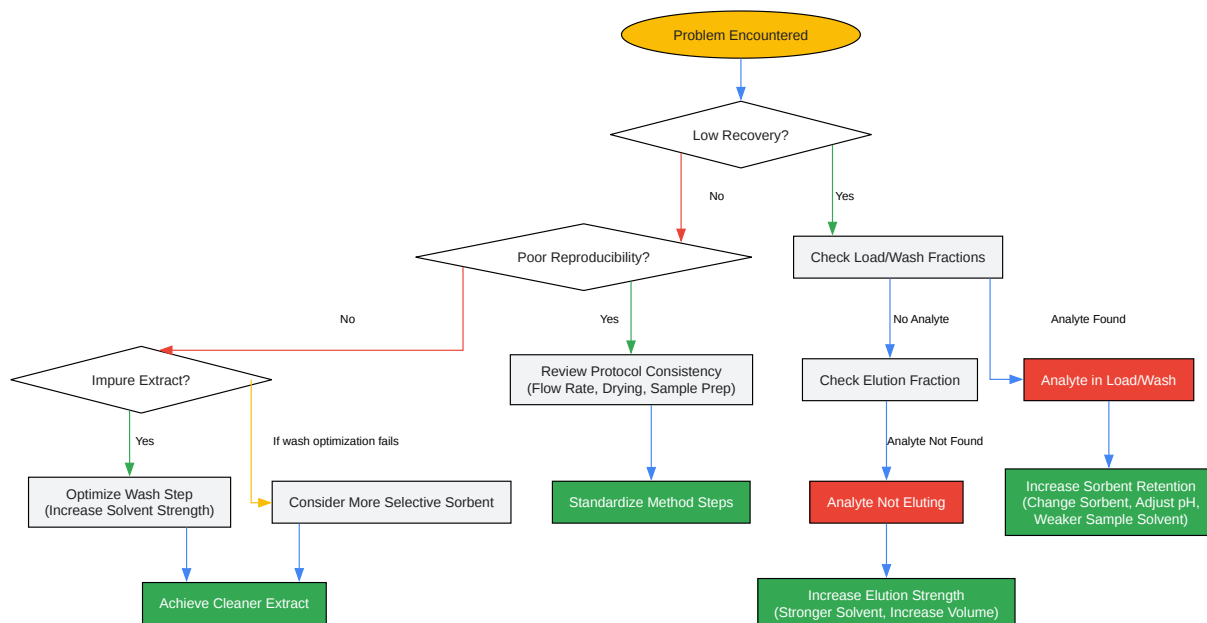 Problem Encountered
Low Recovery?
No
Yes
Poor Reproducibility?
Check Load/Wash Fractions
No
Yes
No Analyte
Analyte Found
Impure Extract?
Review Protocol Consistency
(Flow Rate, Drying, Sample Prep)
Check Elution Fraction
Analyte in Load/Wash
Yes
If wash optimization fails
Analyte Not Found
Optimize Wash Step
(Increase Solvent Strength)
Consider More Selective Sorbent
Standardize Method Steps
Analyte Not Eluting
Increase Sorbent Retention
(Change Sorbent, Adjust pH,
Weaker Sample Solvent)
Achieve Cleaner Extract
Increase Elution Strength
(Stronger Solvent, Increase Volume)